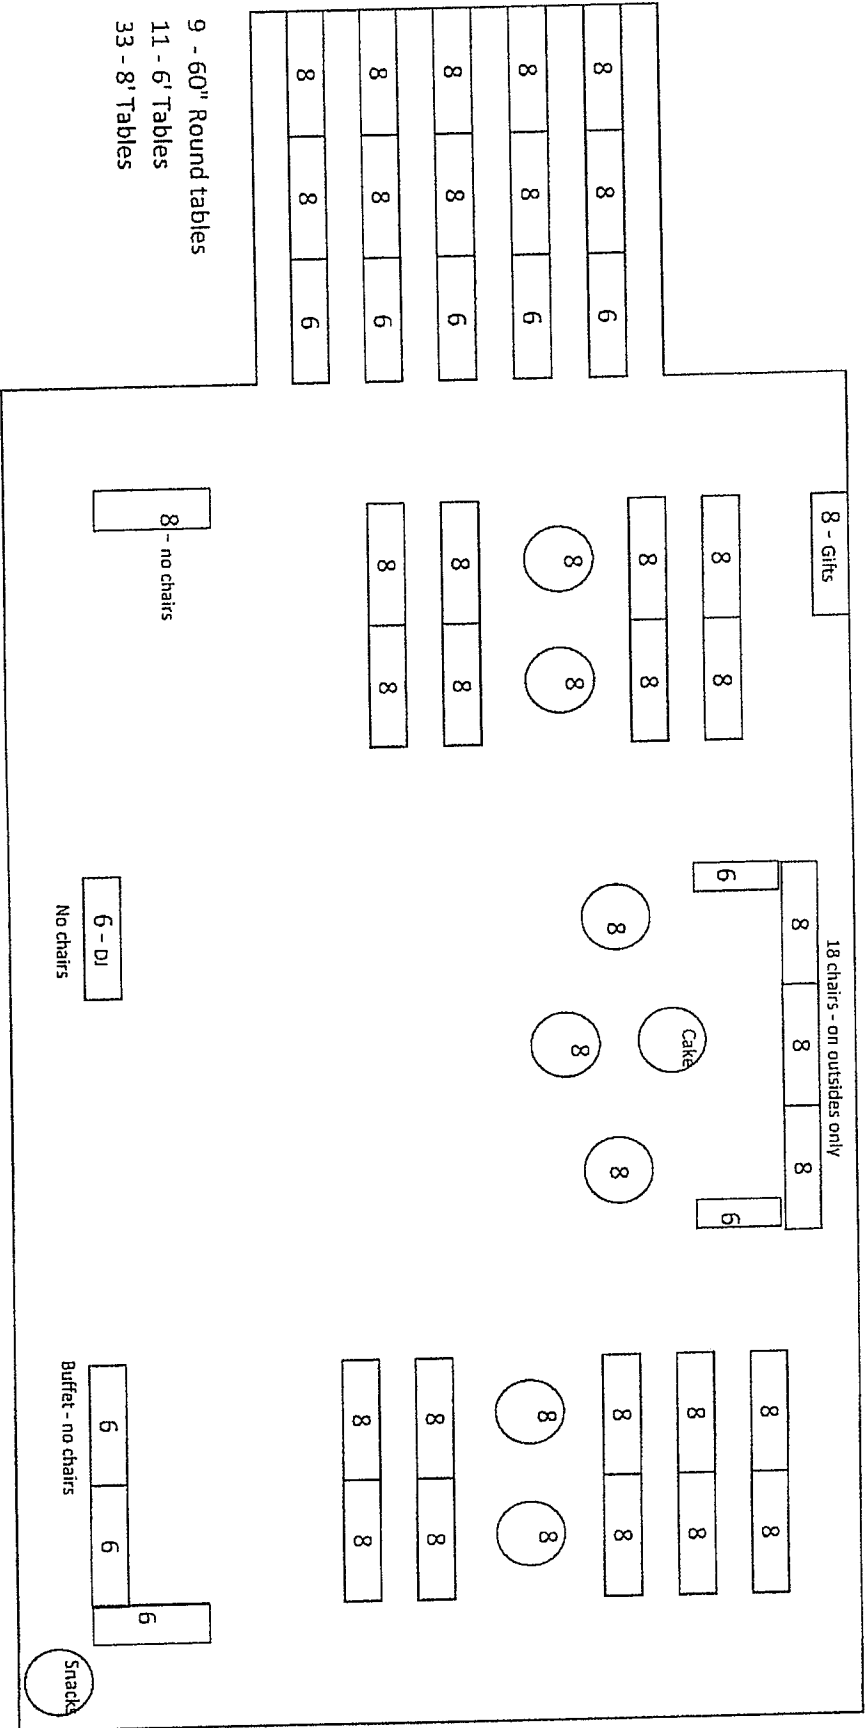 8 - Gifts
18 chairs - on outsides only
8 8 8
6 6
Cake
8 8 8
8 8 6
8 8 6
8 8 6
8 8 6
8 8 6
8 8
8 8
8 8
8 8
8 8
8 8
8 8
8 8
8 8
8 8
8 8
9 - 60" Round tables
11 - 6' Tables
33 - 8' Tables
8 - no chairs
6 - DJ
No chairs
6 6 6
Buffet - no chairs
Snacks